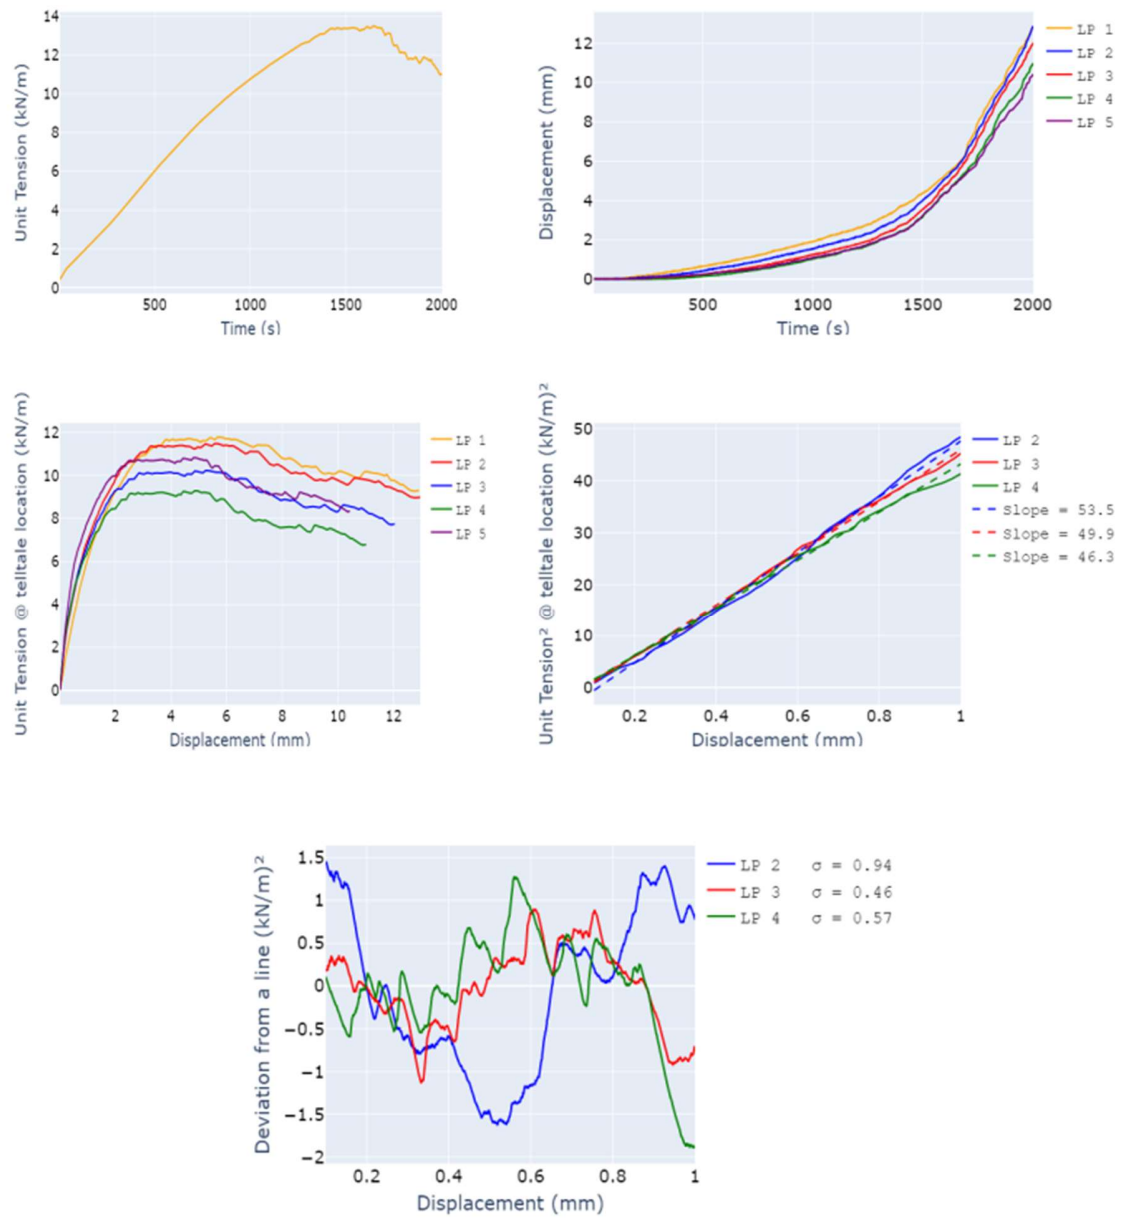 Unit Tension (kN/m)
14
12
10
8
6
4
2
0
500
1000
1500
2000
Time (s)
Displacement (mm)
12
10
8
6
4
2
0
500
1000
1500
2000
Time (s)
LP 1
LP 2
LP 3
LP 4
LP 5
Unit Tension @ telltale location (kN/m)
12
10
8
6
4
2
0
2
4
6
8
10
12
Displacement (mm)
LP 1
LP 2
LP 3
LP 4
LP 5
Unit Tension² @ telltale location (kN/m)²
50
40
30
20
10
0
0.2
0.4
0.6
0.8
1
Displacement (mm)
LP 2
LP 3
LP 4
Slope = 53.5
Slope = 49.9
Slope = 46.3
Deviation from a line (kN/m)²
1.5
1
0.5
0
−0.5
−1
−1.5
−2
0.2
0.4
0.6
0.8
1
Displacement (mm)
LP 2 σ = 0.94
LP 3 σ = 0.46
LP 4 σ = 0.57